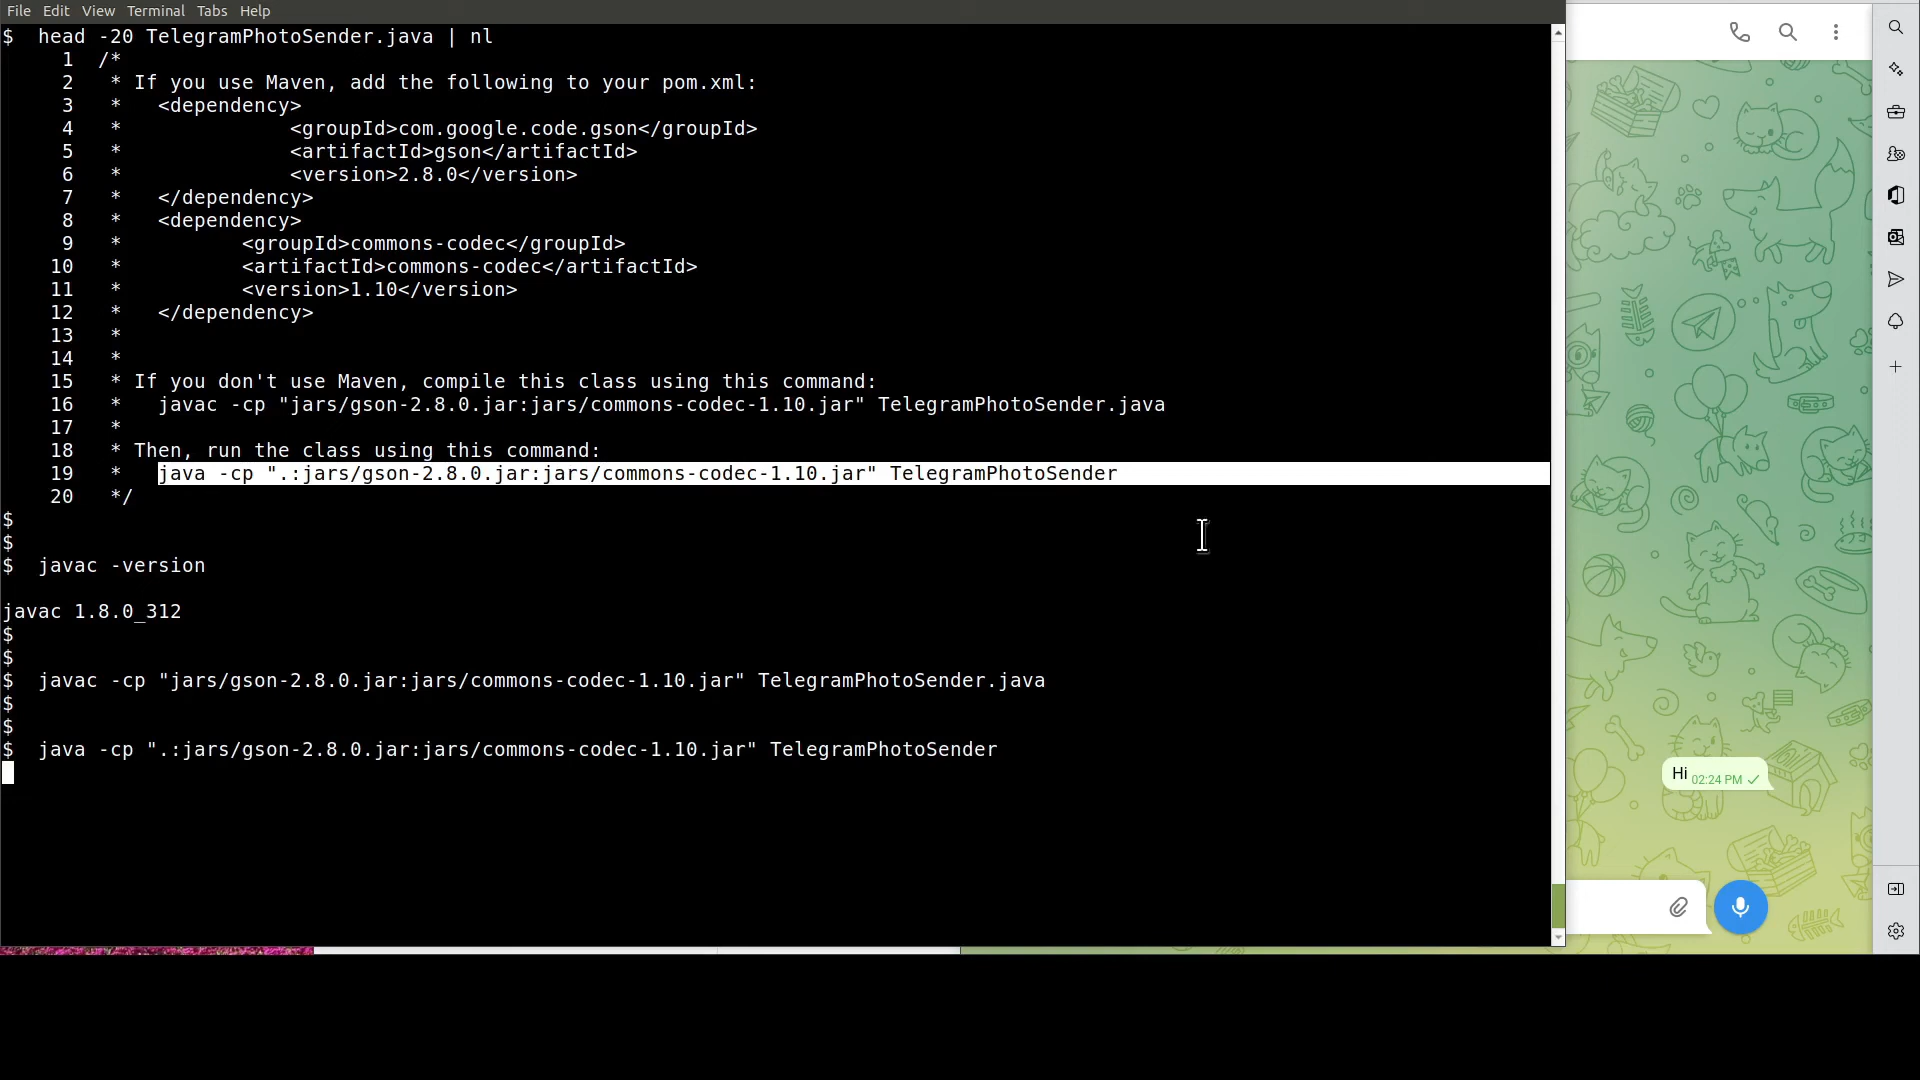 File Edit View Terminal Tabs Help
$ head -20 TelegramPhotoSender.java | nl
1 /*
2 * If you use Maven, add the following to your pom.xml:
3 * <dependency>
4 * <groupId>com.google.code.gson</groupId>
5 * <artifactId>gson</artifactId>
6 * <version>2.8.0</version>
7 * </dependency>
8 * <dependency>
9 * <groupId>commons-codec</groupId>
10 * <artifactId>commons-codec</artifactId>
11 * <version>1.10</version>
12 * </dependency>
13 *
14 *
15 * If you don't use Maven, compile this class using this command:
16 * javac -cp "jars/gson-2.8.0.jar:jars/commons-codec-1.10.jar" TelegramPhotoSender.java
17 *
18 * Then, run the class using this command:
19 * java -cp ".:jars/gson-2.8.0.jar:jars/commons-codec-1.10.jar" TelegramPhotoSender
20 */
$
$
$ javac -version
javac 1.8.0_312
$
$
$ javac -cp "jars/gson-2.8.0.jar:jars/commons-codec-1.10.jar" TelegramPhotoSender.java
$
$
$ java -cp ".:jars/gson-2.8.0.jar:jars/commons-codec-1.10.jar" TelegramPhotoSender
Hi 02:24 PM